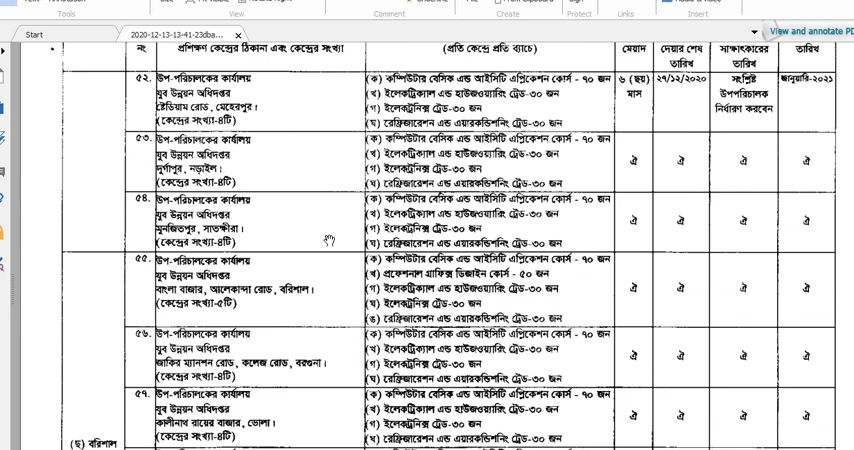 Tools
View
Comment
Create
Protect
Links
Insert
Start
2020-12-13-13-41-23dba...
View and annotate PD
নং
প্রশিক্ষণ কেন্দ্রের ঠিকানা এবং কেন্দ্রের সংখ্যা
(প্রতি কেন্দ্রে প্রতি ব্যাচে)
মেয়াদ
দেয়ার শেষ
তারিখ
সাক্ষাৎকারের
তারিখ
তারিখ
৫২.
উপ-পরিচালকের কার্যালয়
যুব উন্নয়ন অধিদপ্তর
ষ্টেডিয়াম রোড, মেহেরপুর।
(কেন্দ্রের সংখ্যা-৪টি)
(ক) কম্পিউটার বেসিক এন্ড আইসিটি এপ্লিকেশন কোর্স - ৭০ জন
(খ) ইলেকট্রিক্যাল এন্ড হাউজওয়্যারিং ট্রেড-৩০ জন
(গ) ইলেকট্রনিক্স ট্রেড-৩০ জন
(ঘ) রেফ্রিজারেশন এন্ড এয়ারকন্ডিশনিং ট্রেড-৩০ জন
৬ (ছয়)
মাস
২৭/১২/২০২০
সংশ্লিষ্ট
উপপরিচালক
নির্ধারণ করবেন
জানুয়ারি-২০২১
৫৩.
উপ-পরিচালকের কার্যালয়
যুব উন্নয়ন অধিদপ্তর
দুর্গাপুর, নড়াইল।
(কেন্দ্রের সংখ্যা-৪টি)
(ক) কম্পিউটার বেসিক এন্ড আইসিটি এপ্লিকেশন কোর্স - ৭০ জন
(খ) ইলেকট্রিক্যাল এন্ড হাউজওয়্যারিং ট্রেড-৩০ জন
(গ) ইলেকট্রনিক্স ট্রেড-৩০ জন
(ঘ) রেফ্রিজারেশন এন্ড এয়ারকন্ডিশনিং ট্রেড-৩০ জন
ঐ
ঐ
ঐ
ঐ
৫৪.
উপ-পরিচালকের কার্যালয়
যুব উন্নয়ন অধিদপ্তর
মুনজিতপুর, সাতক্ষীরা।
(কেন্দ্রের সংখ্যা-৪টি)
(ক) কম্পিউটার বেসিক এন্ড আইসিটি এপ্লিকেশন কোর্স - ৭০ জন
(খ) ইলেকট্রিক্যাল এন্ড হাউজওয়্যারিং ট্রেড-৩০ জন
(গ) ইলেকট্রনিক্স ট্রেড-৩০ জন
(ঘ) রেফ্রিজারেশন এন্ড এয়ারকন্ডিশনিং ট্রেড-৩০ জন
ঐ
ঐ
ঐ
ঐ
৫৫.
উপ-পরিচালকের কার্যালয়
যুব উন্নয়ন অধিদপ্তর
বাংলা বাজার, আলেকান্দা রোড, বরিশাল।
(কেন্দ্রের সংখ্যা-৫টি)
(ক) কম্পিউটার বেসিক এন্ড আইসিটি এপ্লিকেশন কোর্স - ৭০ জন
(খ) প্রফেশনাল গ্রাফিক্স ডিজাইন কোর্স - ৫০ জন
(গ) ইলেকট্রিক্যাল এন্ড হাউজওয়্যারিং ট্রেড-৩০ জন
(ঘ) ইলেকট্রনিক্স ট্রেড-৩০ জন
(ঙ) রেফ্রিজারেশন এন্ড এয়ারকন্ডিশনিং ট্রেড-৩০ জন
ঐ
ঐ
ঐ
ঐ
৫৬.
উপ-পরিচালকের কার্যালয়
যুব উন্নয়ন অধিদপ্তর
জাকির ম্যানশন রোড, কলেজ রোড, বরগুনা।
(কেন্দ্রের সংখ্যা-৪টি)
(ক) কম্পিউটার বেসিক এন্ড আইসিটি এপ্লিকেশন কোর্স - ৭০ জন
(খ) ইলেকট্রিক্যাল এন্ড হাউজওয়্যারিং ট্রেড-৩০ জন
(গ) ইলেকট্রনিক্স ট্রেড-৩০ জন
(ঘ) রেফ্রিজারেশন এন্ড এয়ারকন্ডিশনিং ট্রেড-৩০ জন
ঐ
ঐ
ঐ
ঐ
৫৭.
উপ-পরিচালকের কার্যালয়
যুব উন্নয়ন অধিদপ্তর
কালীনাথ রায়ের বাজার, ভোলা।
(কেন্দ্রের সংখ্যা-৪টি)
(ক) কম্পিউটার বেসিক এন্ড আইসিটি এপ্লিকেশন কোর্স - ৭০ জন
(খ) ইলেকট্রিক্যাল এন্ড হাউজওয়্যারিং ট্রেড-৩০ জন
(গ) ইলেকট্রনিক্স ট্রেড-৩০ জন
(ঘ) রেফ্রিজারেশন এন্ড এয়ারকন্ডিশনিং ট্রেড-৩০ জন
ঐ
ঐ
ঐ
ঐ
(ছ) বরিশাল